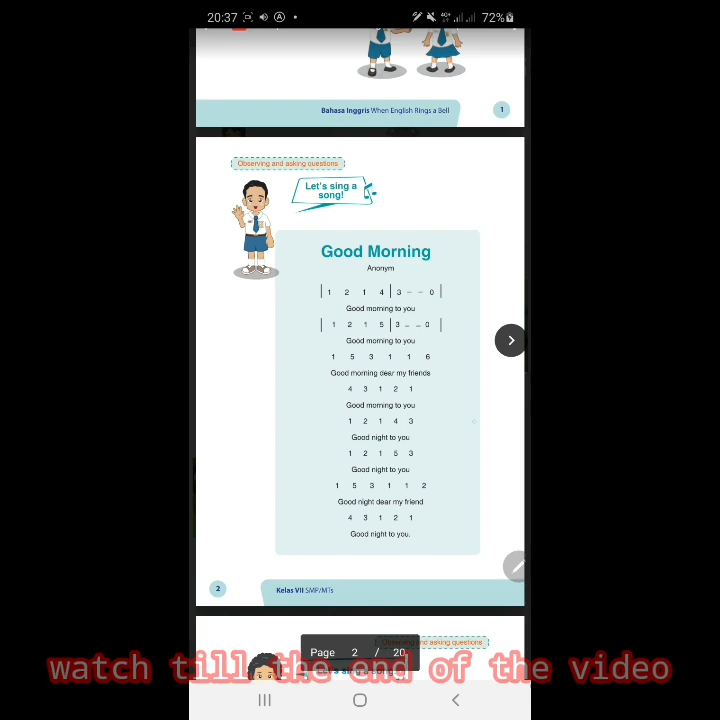 20:37
4G+
72%
Bahasa Inggris When English Rings a Bell
1
Observing and asking questions
Let's sing a
song!
Good Morning
Anonym
1 2 1 4 3 – – 0
Good morning to you
1 2 1 5 3 – – 0
Good morning to you
1 5 3 1 1 6
Good morning dear my friends
4 3 1 2 1
Good morning to you
1 2 1 4 3
Good night to you
1 2 1 5 3
Good night to you
1 5 3 1 1 2
Good night dear my friend
4 3 1 2 1
Good night to you.
2
Kelas VII SMP/MTs
Observing and asking questions
Page 2 / 20
Let's sing a song!
watch till the end of the video